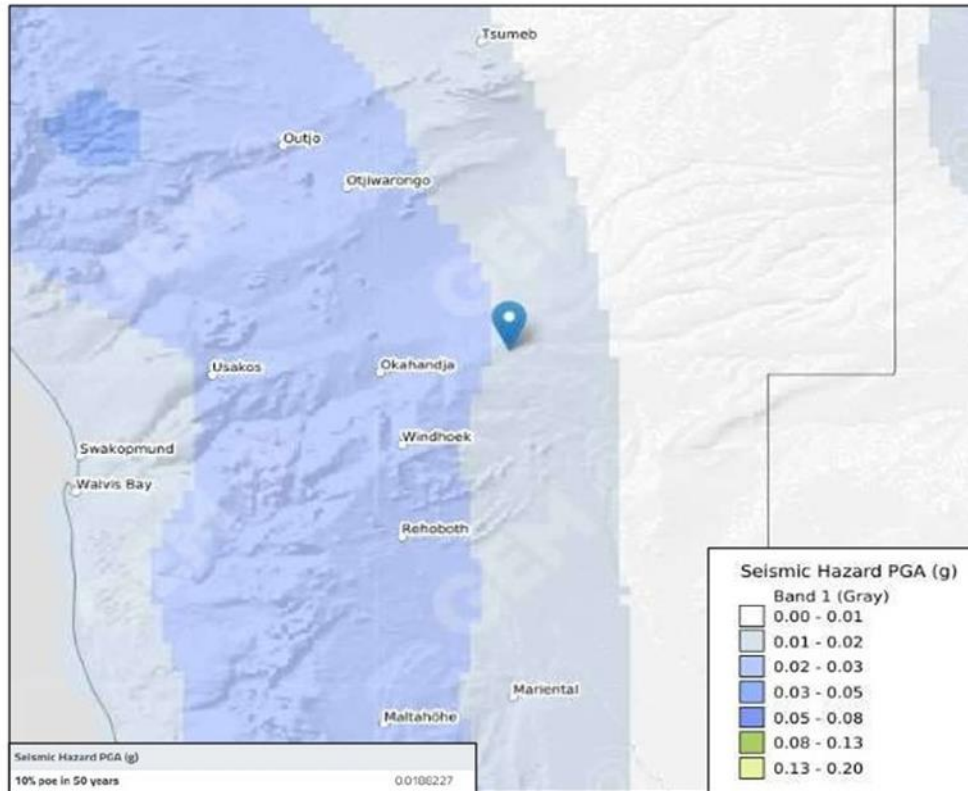 Tsumeb
Outjo
Otjiwarongo
Usakos
Okahandja
Windhoek
Swakopmund
Walvis Bay
Rehoboth
Mariental
Maltahöhe
Seismic Hazard PGA (g)
Band 1 (Gray)
0.00 - 0.01
0.01 - 0.02
0.02 - 0.03
0.03 - 0.05
0.05 - 0.08
0.08 - 0.13
0.13 - 0.20
Seismic Hazard PGA (g)
10% poe in 50 years 0.0188227